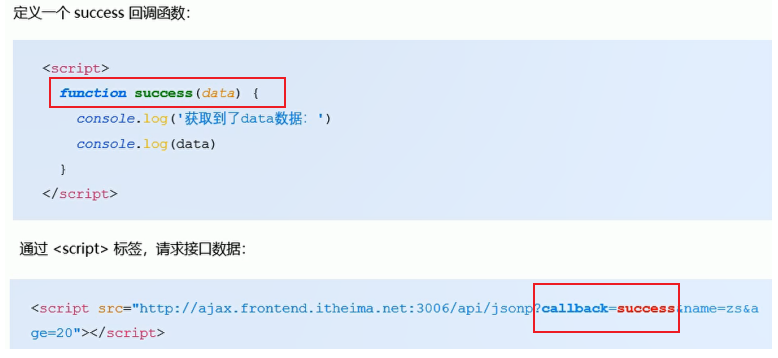 定义一个 success 回调函数：
<script>
function success(data) {
console.log('获取到了data数据：')
console.log(data)
}
</script>
通过 <script> 标签，请求接口数据：
<script src="http://ajax.frontend.itheima.net:3006/api/jsonp?callback=success&name=zs&a
ge=20"></script>